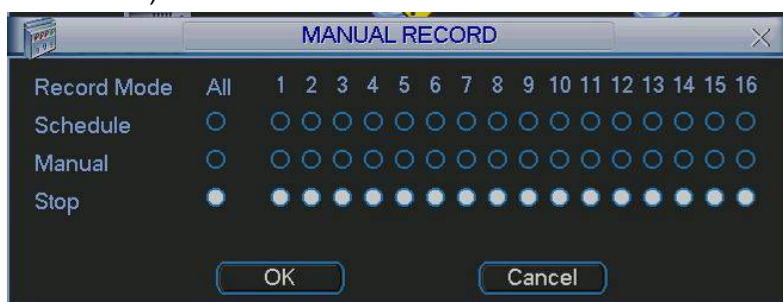 MANUAL RECORD
Record Mode All 1 2 3 4 5 6 7 8 9 10 11 12 13 14 15 16
Schedule
Manual
Stop
OK Cancel